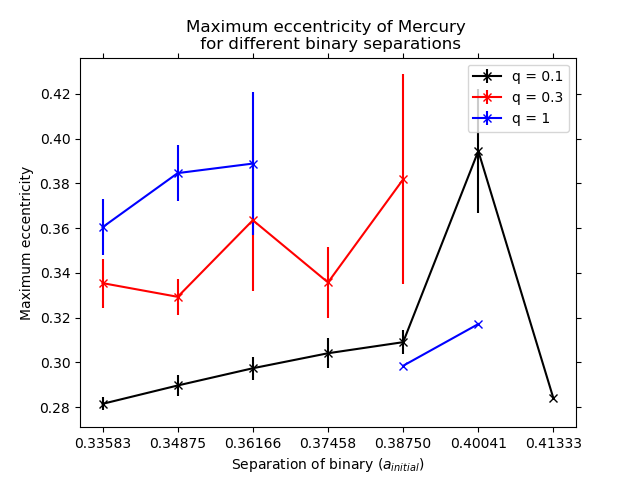 Maximum eccentricity of Mercury
for different binary separations
q = 0.1
q = 0.3
q = 1
Maximum eccentricity
0.42
0.40
0.38
0.36
0.34
0.32
0.30
0.28
0.33583 0.34875 0.36166 0.37458 0.38750 0.40041 0.41333
Separation of binary (a_initial)